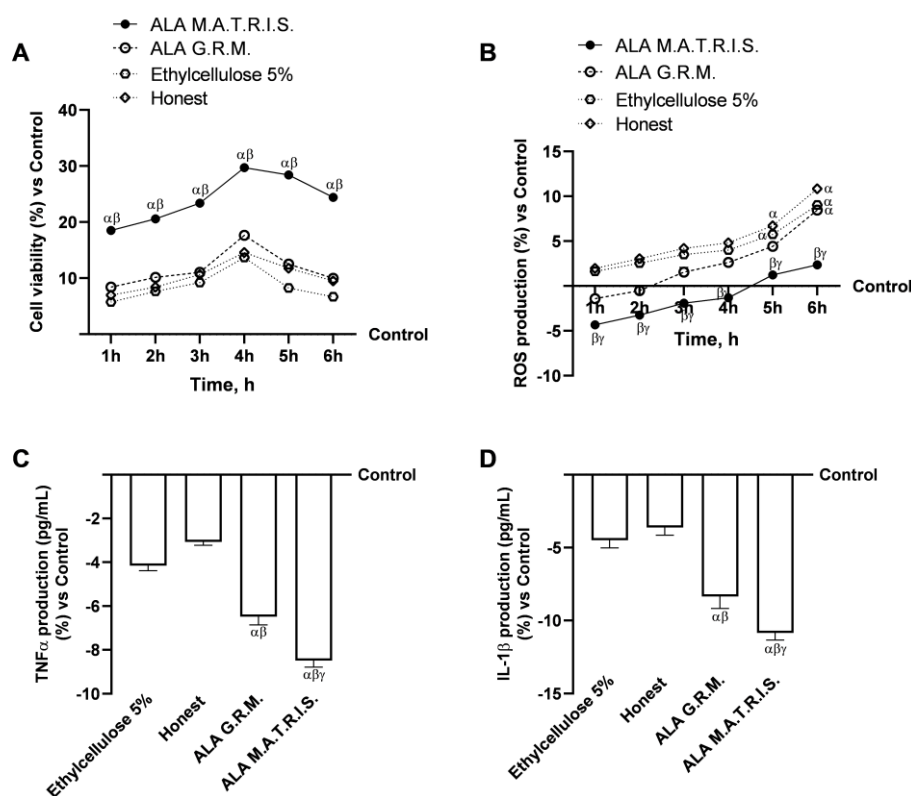 A
ALA M.A.T.R.I.S.
ALA G.R.M.
Ethylcellulose 5%
Honest
Cell viability (%) vs Control
40
30
20
10
αβ
αβ
αβ
αβ
αβ
αβ
Control
1h 2h 3h 4h 5h 6h
Time, h
B
ALA M.A.T.R.I.S.
ALA G.R.M.
Ethylcellulose 5%
Honest
ROS production (%) vs Control
15
10
5
-5
-10
α
α
α
α
α
βγ
βγ
βγ
βγ
βγ
βγ
Control
1h 2h 3h 4h 5h 6h
Time, h
C
Control
TNFα production (pg/mL)
(%) vs Control
-2
-4
-6
-8
-10
αβ
αβγ
Ethylcellulose 5%
Honest
ALA G.R.M.
ALA M.A.T.R.I.S.
D
Control
IL-1β production (pg/mL)
(%) vs Control
-5
-10
-15
αβ
αβγ
Ethylcellulose 5%
Honest
ALA G.R.M.
ALA M.A.T.R.I.S.